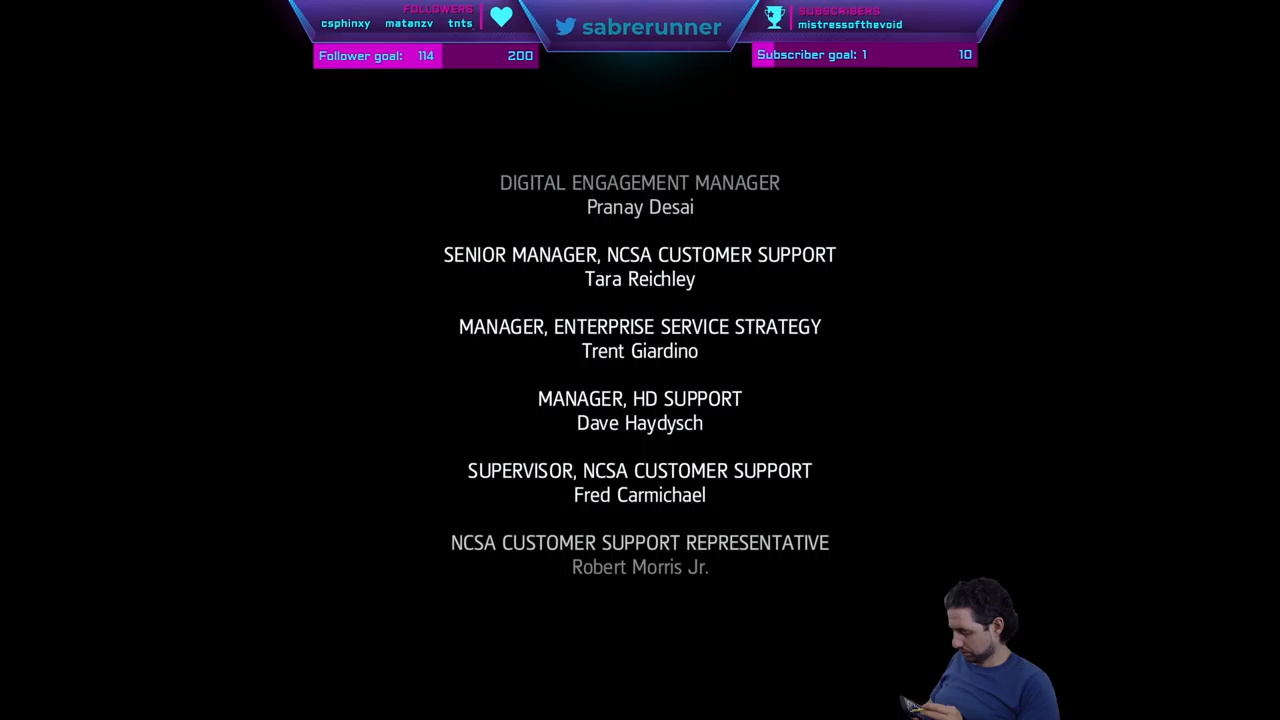 FOLLOWERS
csphinxy matanzv tnts
Follower goal: 114 200
sabrerunner
SUBSCRIBERS
mistressofthevoid
Subscriber goal: 1 10
DIGITAL ENGAGEMENT MANAGER
Pranay Desai
SENIOR MANAGER, NCSA CUSTOMER SUPPORT
Tara Reichley
MANAGER, ENTERPRISE SERVICE STRATEGY
Trent Giardino
MANAGER, HD SUPPORT
Dave Haydysch
SUPERVISOR, NCSA CUSTOMER SUPPORT
Fred Carmichael
NCSA CUSTOMER SUPPORT REPRESENTATIVE
Robert Morris Jr.